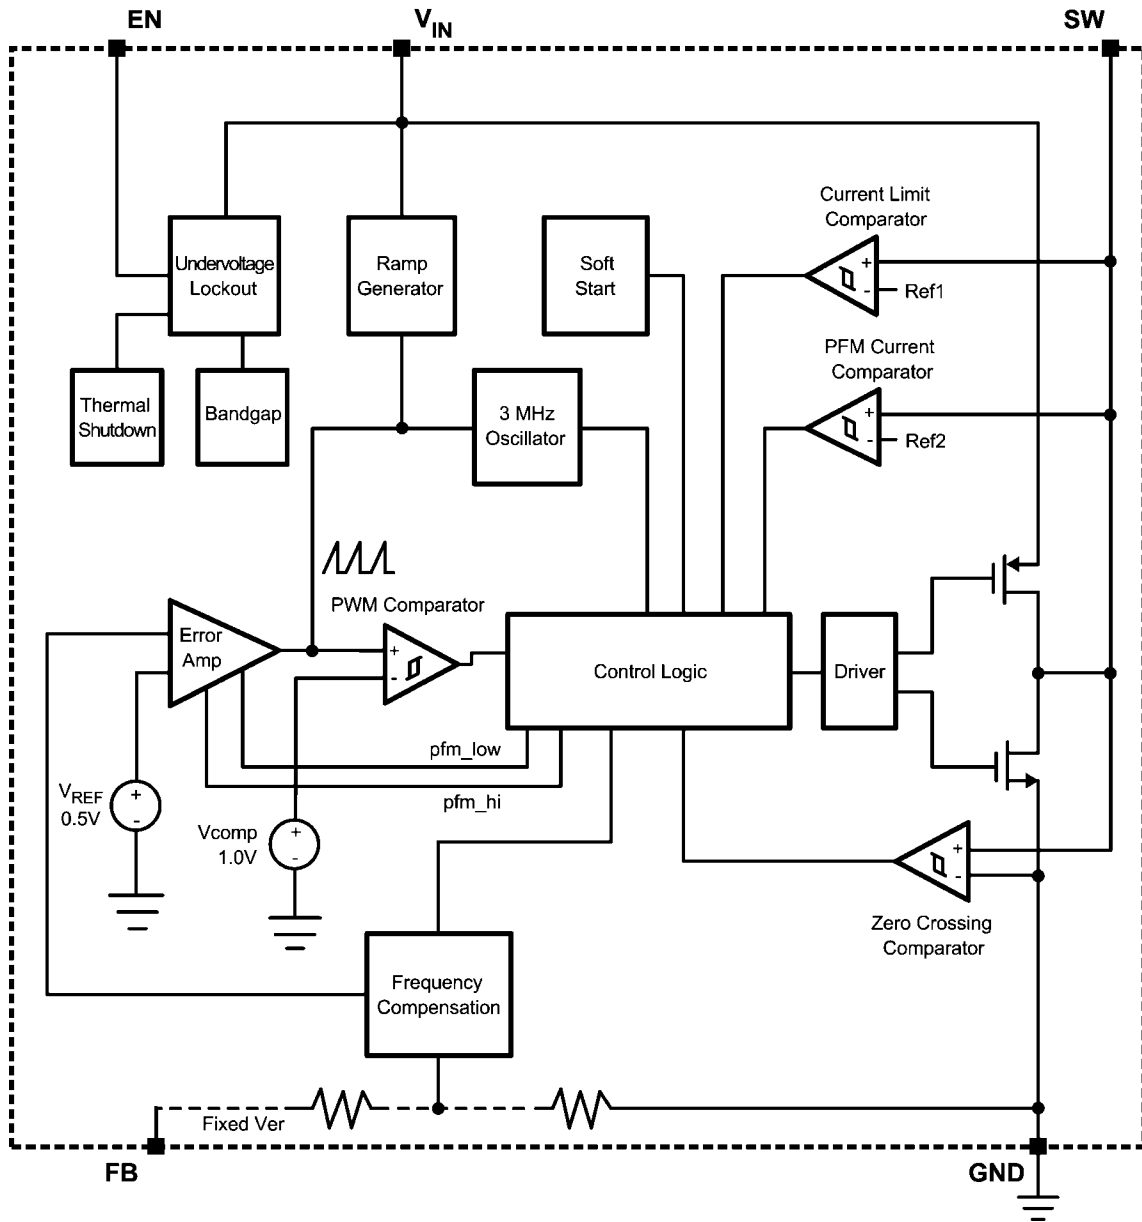 EN
VIN
SW
Current Limit
Comparator
+
-
Ref1
Undervoltage
Lockout
Ramp
Generator
Soft
Start
PFM Current
Comparator
+
-
Ref2
Thermal
Shutdown
Bandgap
3 MHz
Oscillator
PWM Comparator
Error
Amp
+
-
Control Logic
Driver
pfm_low
pfm_hi
VREF
0.5V
+
-
Vcomp
1.0V
+
-
+
-
Zero Crossing
Comparator
Frequency
Compensation
Fixed Ver
FB
GND